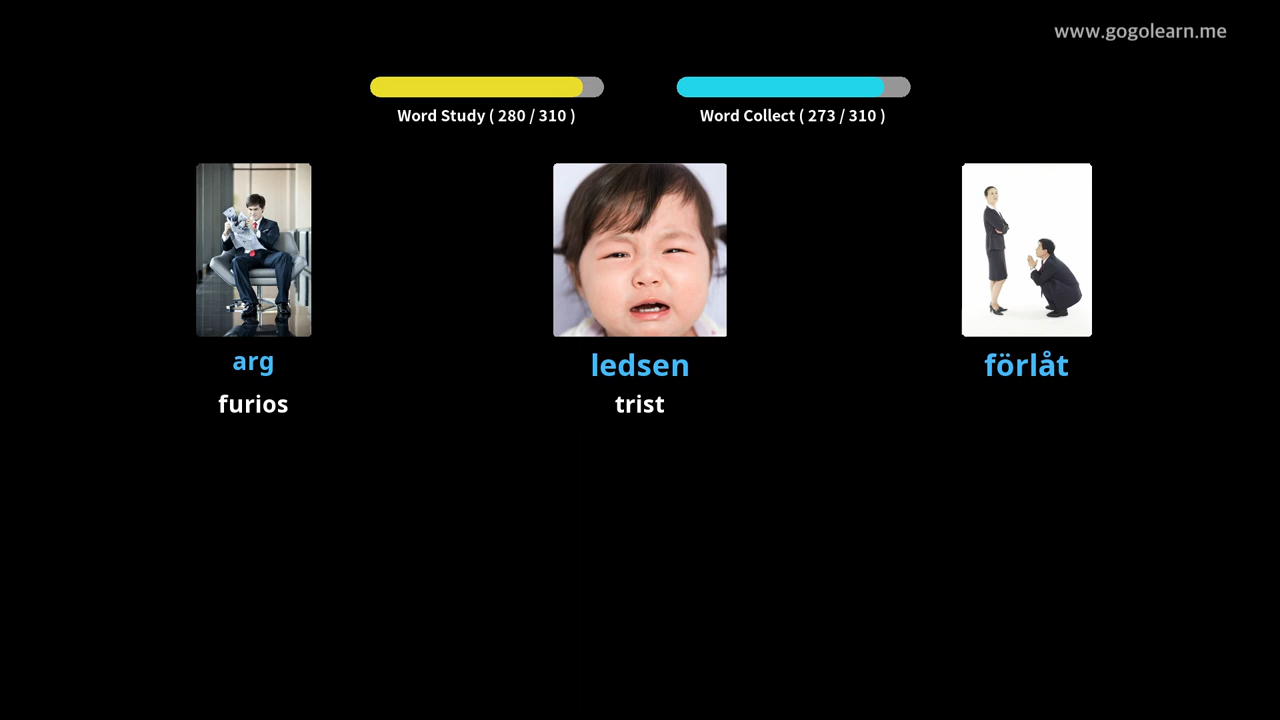 www.gogolearn.me
Word Study ( 280 / 310 )
Word Collect ( 273 / 310 )
arg
ledsen
förlåt
furios
trist